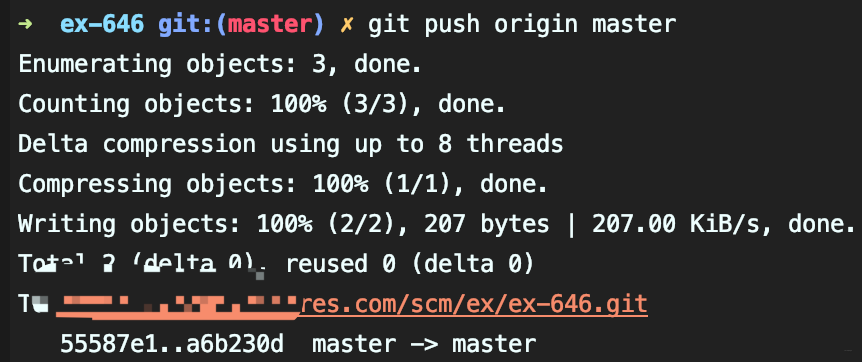 → ex-646 git:(master) ✗ git push origin master
Enumerating objects: 3, done.
Counting objects: 100% (3/3), done.
Delta compression using up to 8 threads
Compressing objects: 100% (1/1), done.
Writing objects: 100% (2/2), 207 bytes | 207.00 KiB/s, done.
Total 2 (delta 0), reused 0 (delta 0)
res.com/scm/ex/ex-646.git
55587e1..a6b230d master -> master